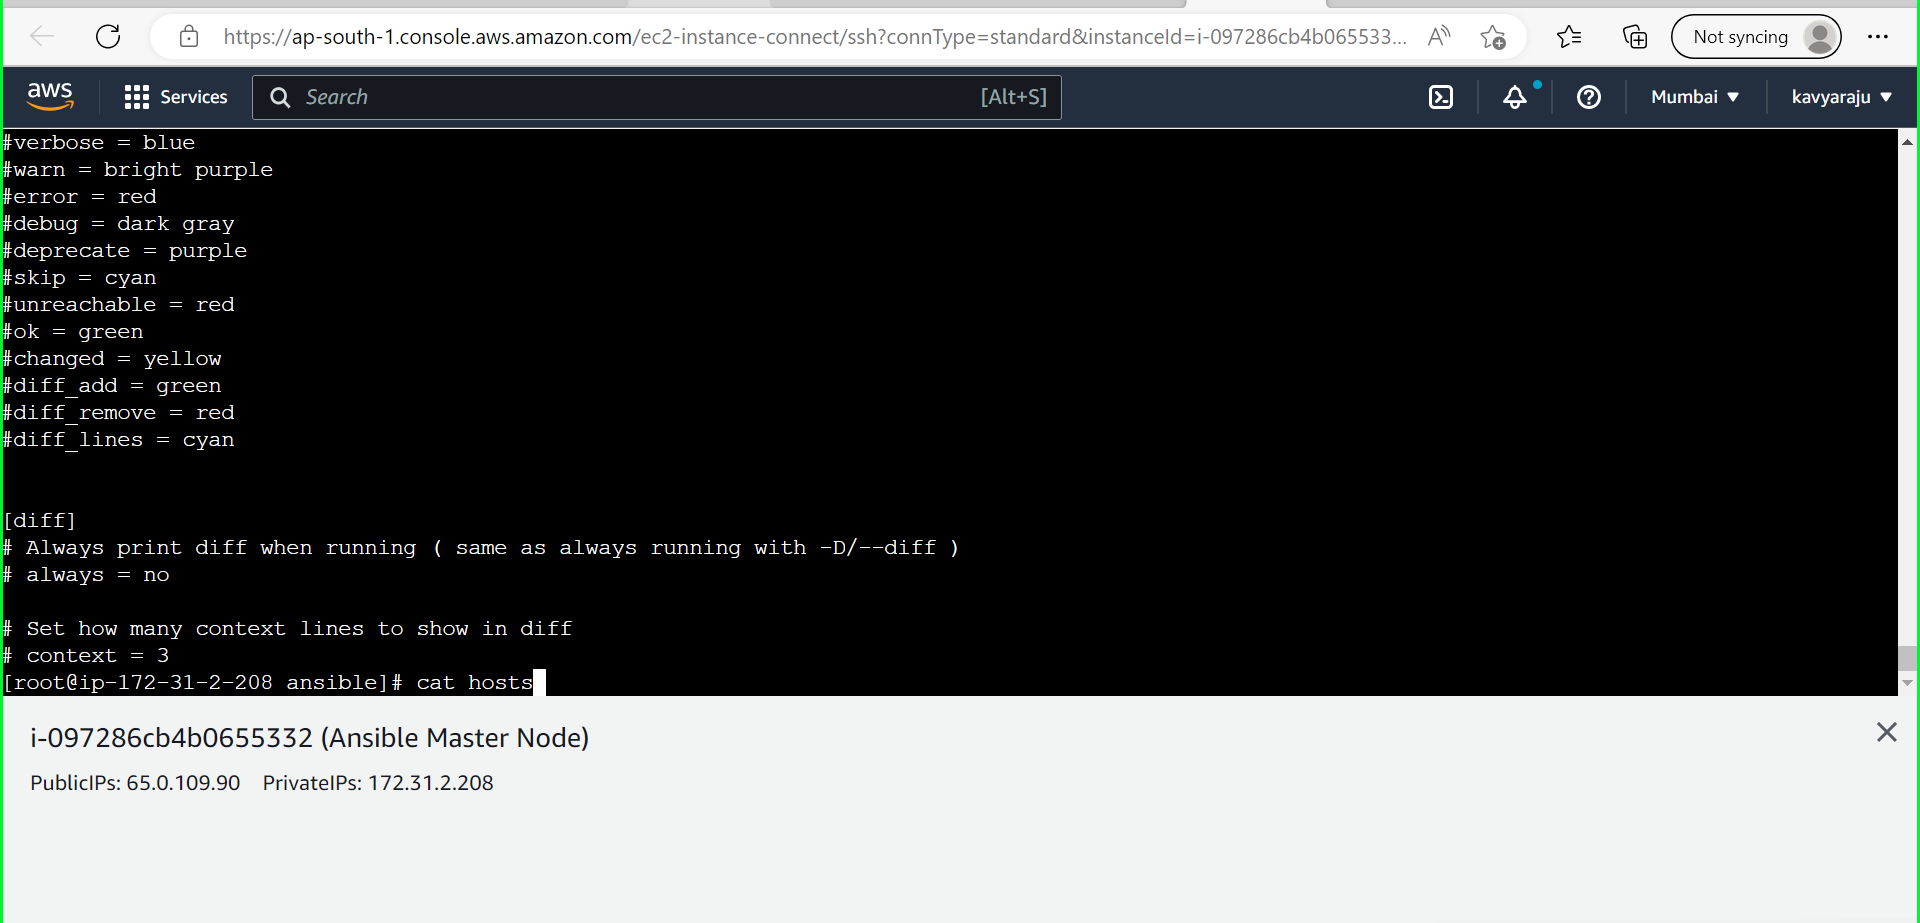 https://ap-south-1.console.aws.amazon.com/ec2-instance-connect/ssh?connType=standard&instanceId=i-097286cb4b065533...
Not syncing
aws
Services
Search
[Alt+S]
Mumbai
kavyaraju
#verbose = blue
#warn = bright purple
#error = red
#debug = dark gray
#deprecate = purple
#skip = cyan
#unreachable = red
#ok = green
#changed = yellow
#diff_add = green
#diff_remove = red
#diff_lines = cyan
[diff]
# Always print diff when running ( same as always running with -D/--diff )
# always = no
# Set how many context lines to show in diff
# context = 3
[root@ip-172-31-2-208 ansible]# cat hosts
i-097286cb4b0655332 (Ansible Master Node)
PublicIPs: 65.0.109.90 PrivateIPs: 172.31.2.208